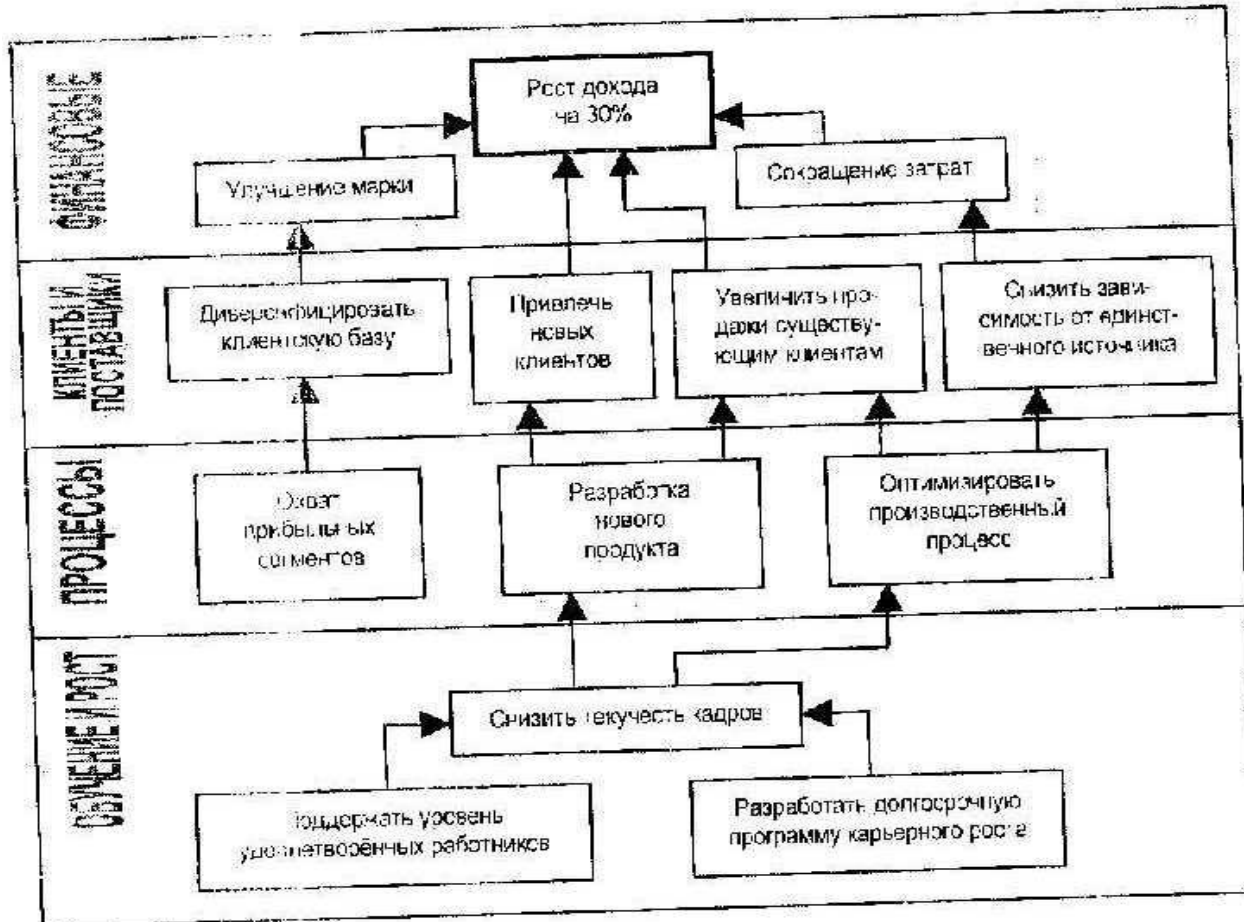 ФИНАНСОВЫЕ
Рост дохода
на 30%
Улучшение марки
Сокращение затрат
КЛИЕНТЫ И
ПОСТАВЩИКИ
Диверсифицировать
клиентскую базу
Привлечь
новых
клиентов
Увеличить про-
дажи существу-
ющим клиентам
Снизить зави-
симость от единст-
венного источника
ПРОЦЕССЫ
Охват
прибыльных
сегментов
Разработка
нового
продукта
Оптимизировать
производственный
процесс
ОБУЧЕНИЕ И РОСТ
Снизить текучесть кадров
Поддержать уровень
удовлетворённых работников
Разработать долгосрочную
программу карьерного роста